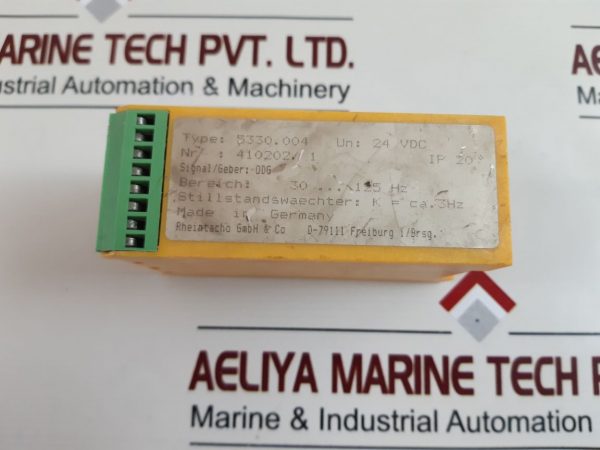 ARINE TECH PVT. LTD.
ustrial Automation & Machinery
AE
Type: 5330.004 Un: 24 VDC
Nr : 410202/1 IP 20
Signal/Geber: DDG
Bereich: 30 ... 125 Hz
Stillstandswaechter: K = ca.3Hz
Made in Germany
Rheintacho GmbH & Co D-79111 Freiburg i/Brsg.
AELIYA MARINE TECH P
Marine & Industrial Automation